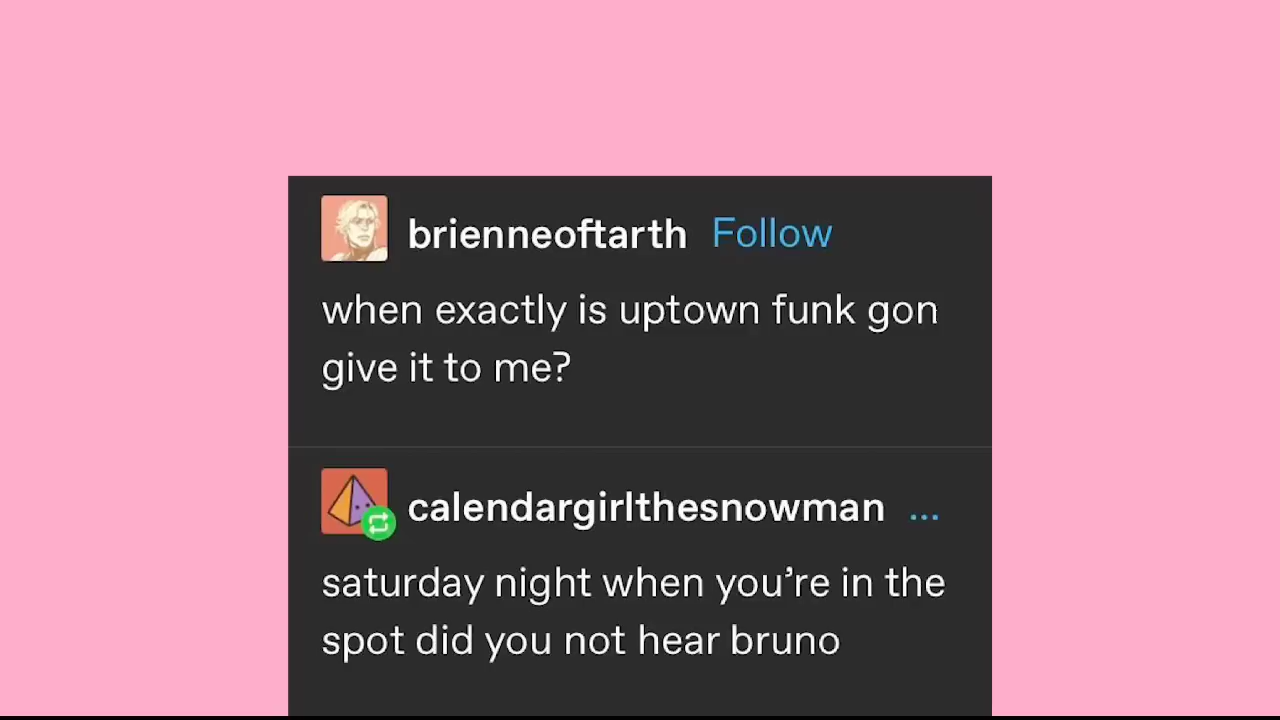 brienneoftarth Follow
when exactly is uptown funk gon
give it to me?
calendargirlthesnowman ...
saturday night when you’re in the
spot did you not hear bruno